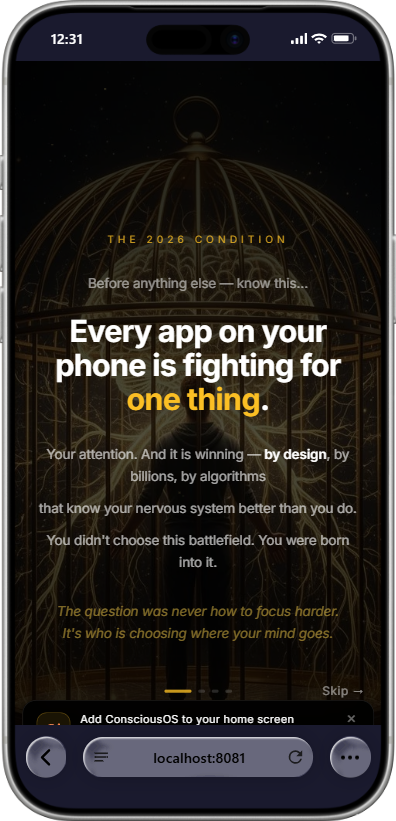 12:31
THE 2026 CONDITION
Before anything else — know this...
Every app on your
phone is fighting for
one thing.
Your attention. And it is winning — by design, by
billions, by algorithms
that know your nervous system better than you do.
You didn't choose this battlefield. You were born
into it.
The question was never how to focus harder.
It's who is choosing where your mind goes.
Skip →
Add ConsciousOS to your home screen
×
localhost:8081